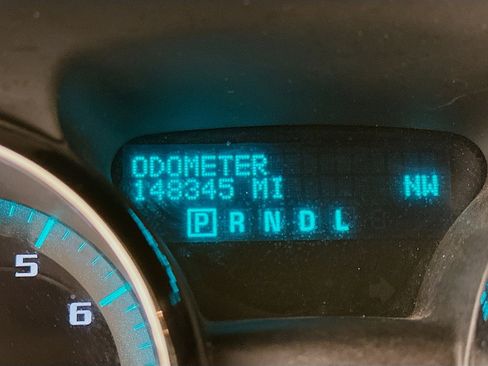 ODOMETER
148345 MI NW
P R N D L
5
6